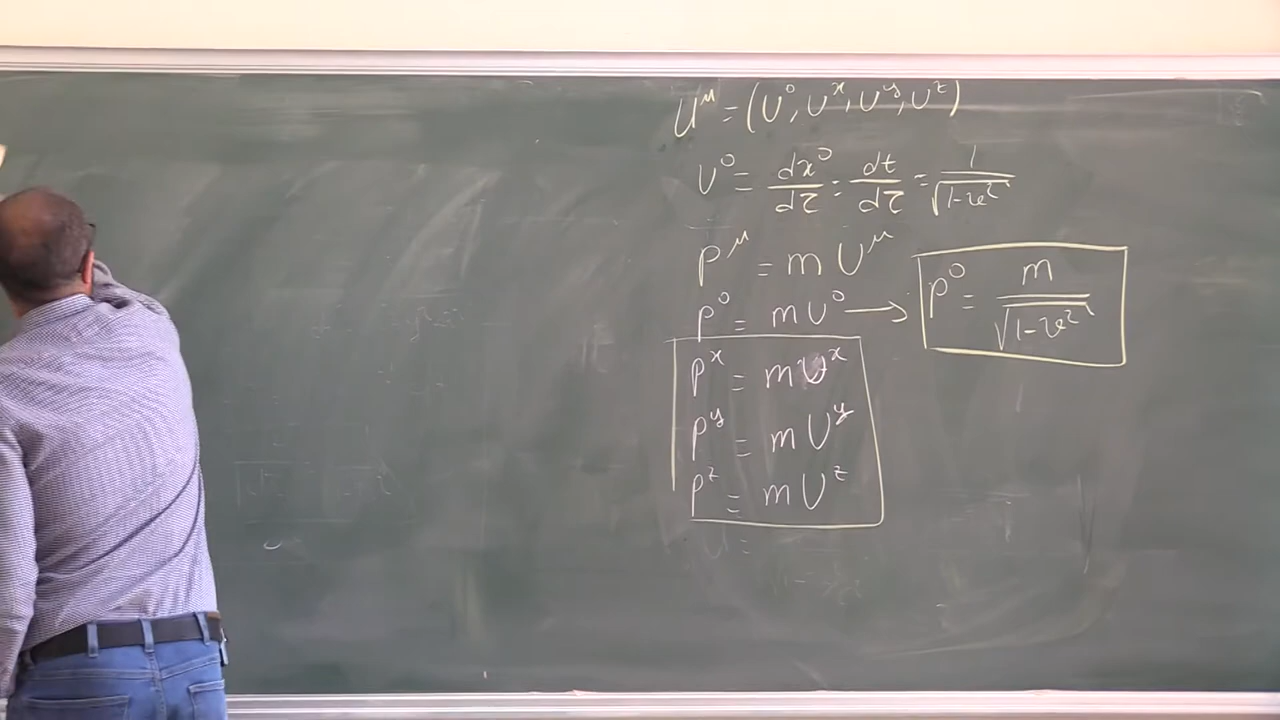 U^μ = (U^0, U^x, U^y, U^z)
U^0 = dx^0/dτ = dt/dτ = 1/√(1-v^2)
P^μ = m U^μ
P^0 = m U^0 → P^0 = m/√(1-v^2)
P^x = m U^x
P^y = m U^y
P^z = m U^z